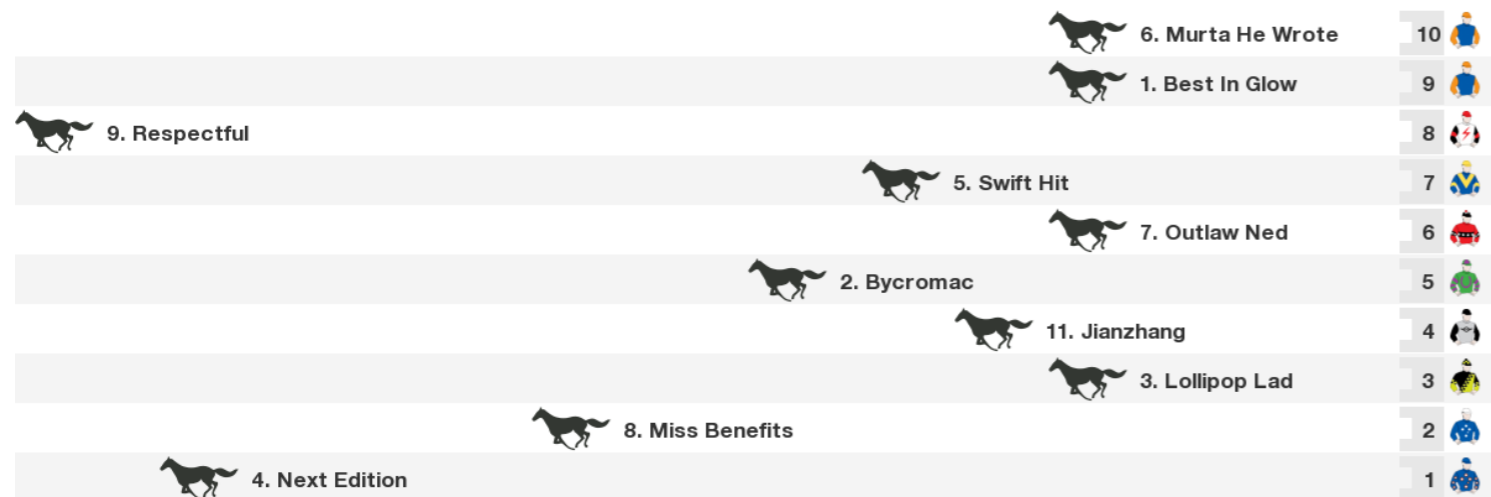 6. Murta He Wrote 10
1. Best In Glow 9
9. Respectful 8
5. Swift Hit 7
7. Outlaw Ned 6
2. Bycromac 5
11. Jianzhang 4
3. Lollipop Lad 3
8. Miss Benefits 2
4. Next Edition 1